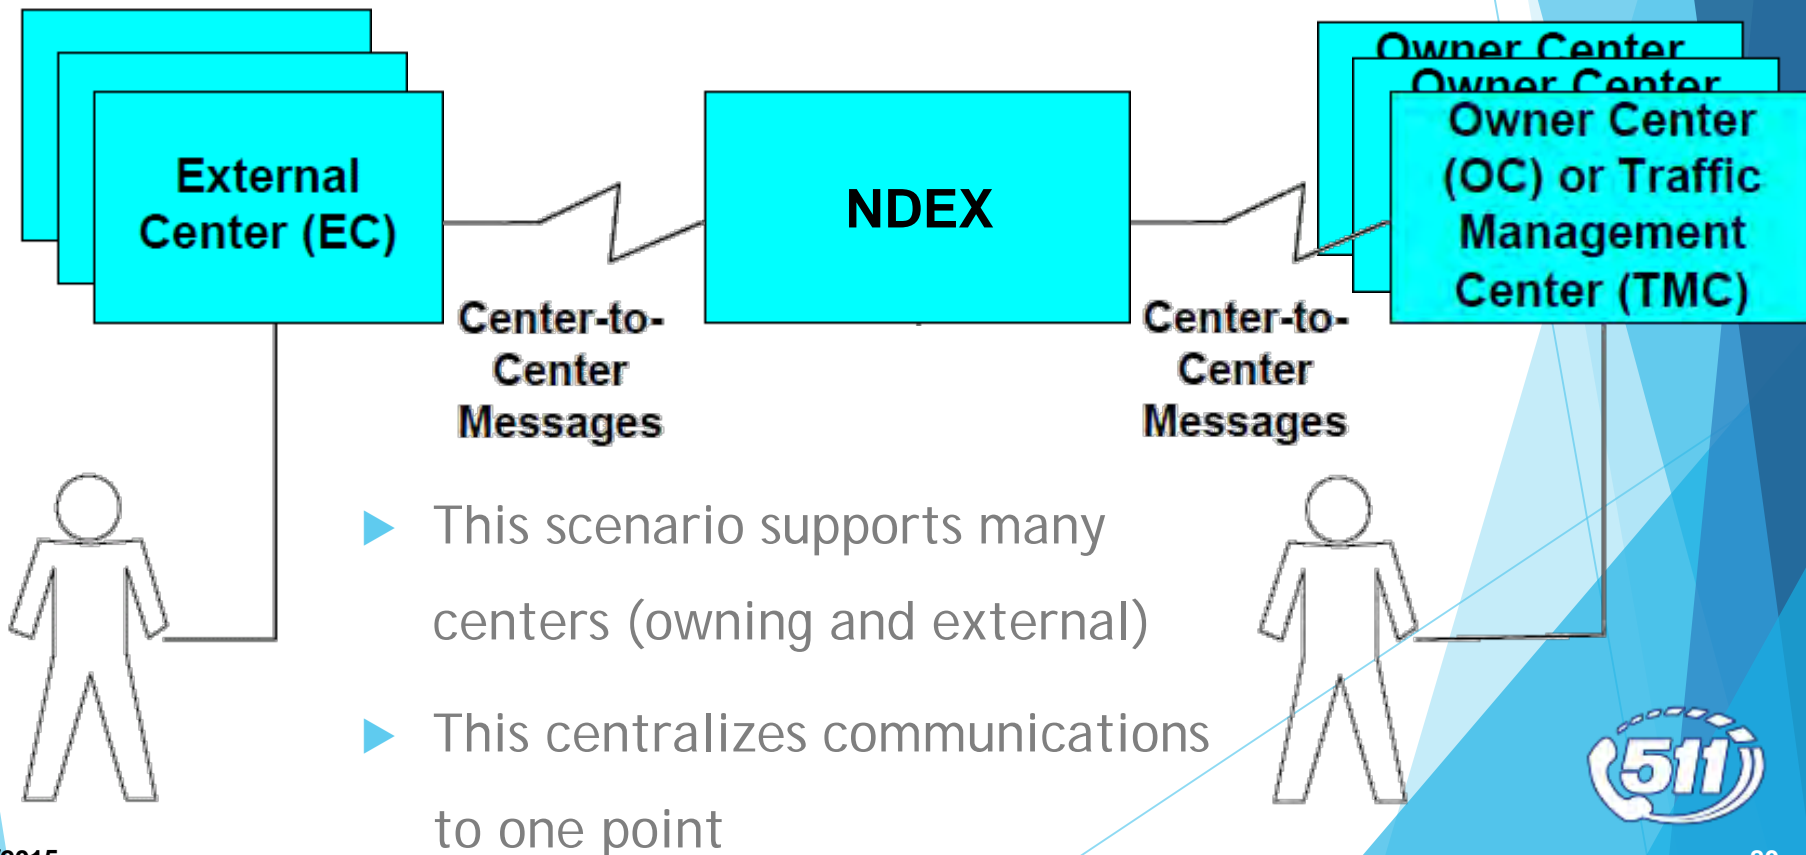 Owner Center
Owner Center
Owner Center
(OC) or Traffic
Management
Center (TMC)
External
Center (EC)
NDEX
Center-to-
Center
Messages
Center-to-
Center
Messages
This scenario supports many
centers (owning and external)
This centralizes communications
to one point
511